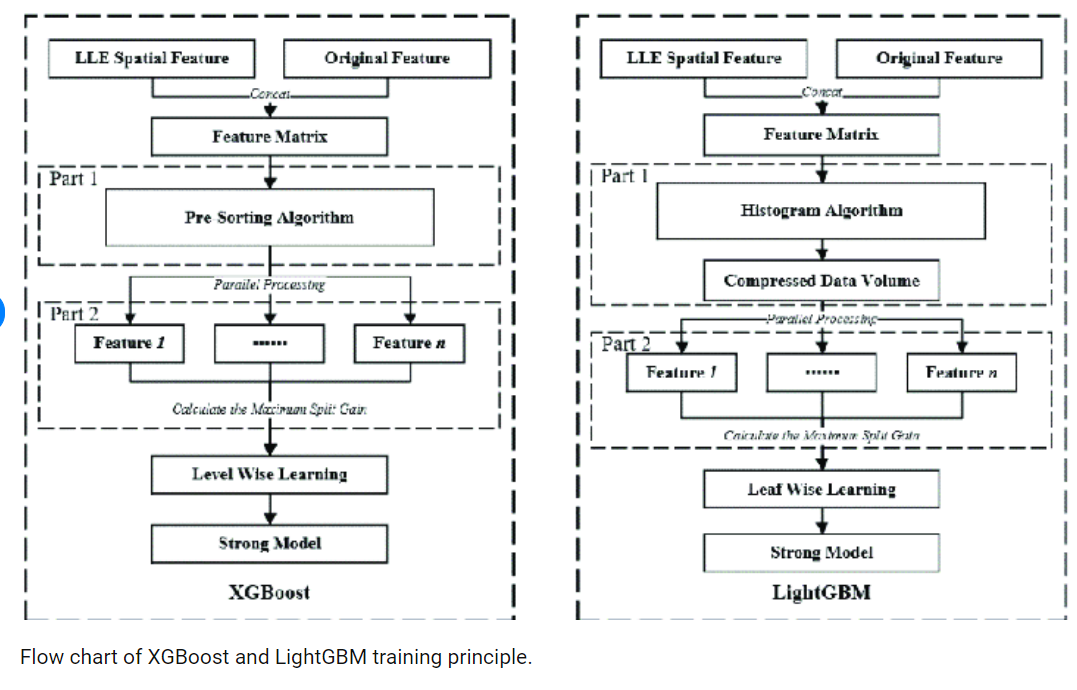 LLE Spatial Feature
Original Feature
Concat
Feature Matrix
Part 1
Pre Sorting Algorithm
Parallel Processing
Part 2
Feature 1
......
Feature n
Calculate the Maximum Split Gain
Level Wise Learning
Strong Model
XGBoost
LLE Spatial Feature
Original Feature
Concat
Feature Matrix
Part 1
Histogram Algorithm
Compressed Data Volume
Parallel Processing
Part 2
Feature 1
......
Feature n
Calculate the Maximum Split Gain
Leaf Wise Learning
Strong Model
LightGBM
Flow chart of XGBoost and LightGBM training principle.